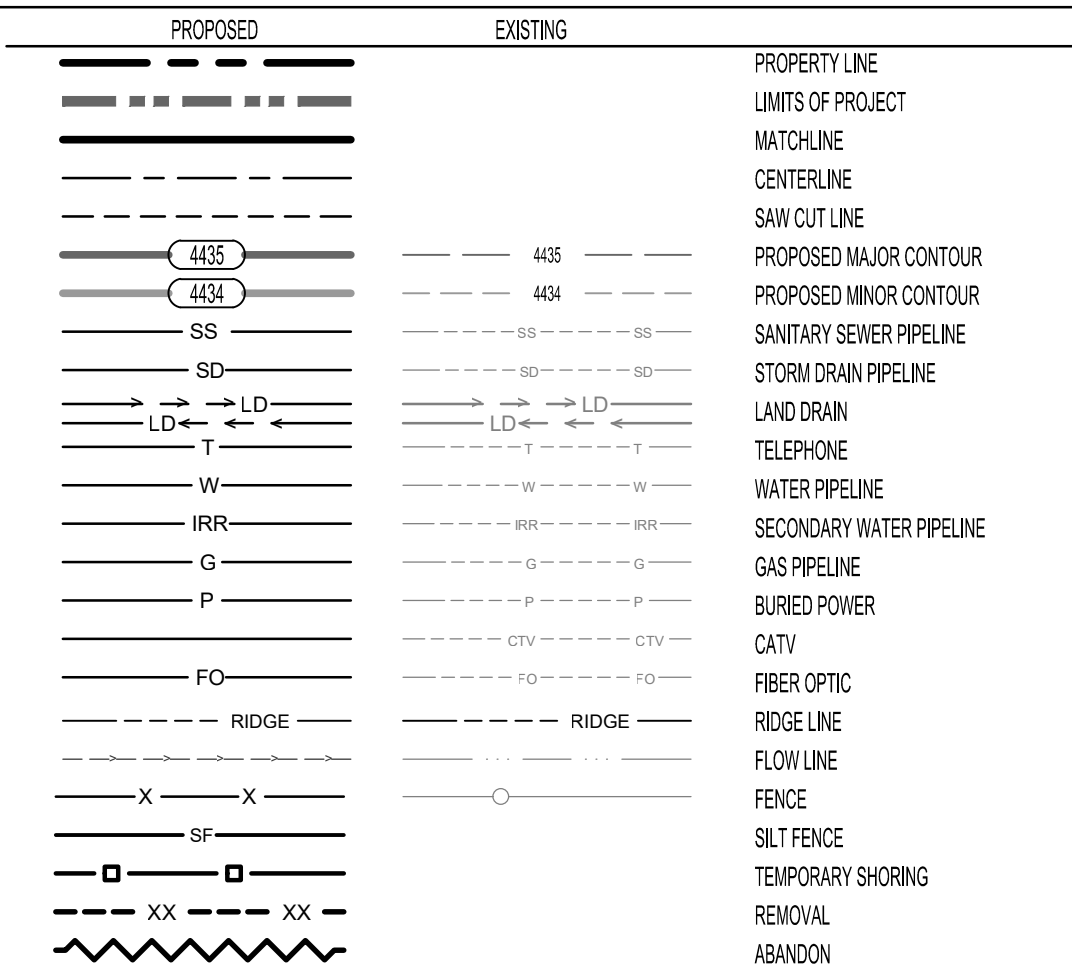 PROPOSED EXISTING
PROPERTY LINE
LIMITS OF PROJECT
MATCHLINE
CENTERLINE
SAW CUT LINE
4435 4435 PROPOSED MAJOR CONTOUR
4434 4434 PROPOSED MINOR CONTOUR
SS SS SS SANITARY SEWER PIPELINE
SD SD SD STORM DRAIN PIPELINE
LD LD LAND DRAIN
LD LD
T T T TELEPHONE
W W W WATER PIPELINE
IRR IRR IRR SECONDARY WATER PIPELINE
G G G GAS PIPELINE
P P P BURIED POWER
CTV CTV CATV
FO FO FO FIBER OPTIC
RIDGE RIDGE RIDGE LINE
FLOW LINE
X X FENCE
SF SILT FENCE
TEMPORARY SHORING
XX XX REMOVAL
ABANDON